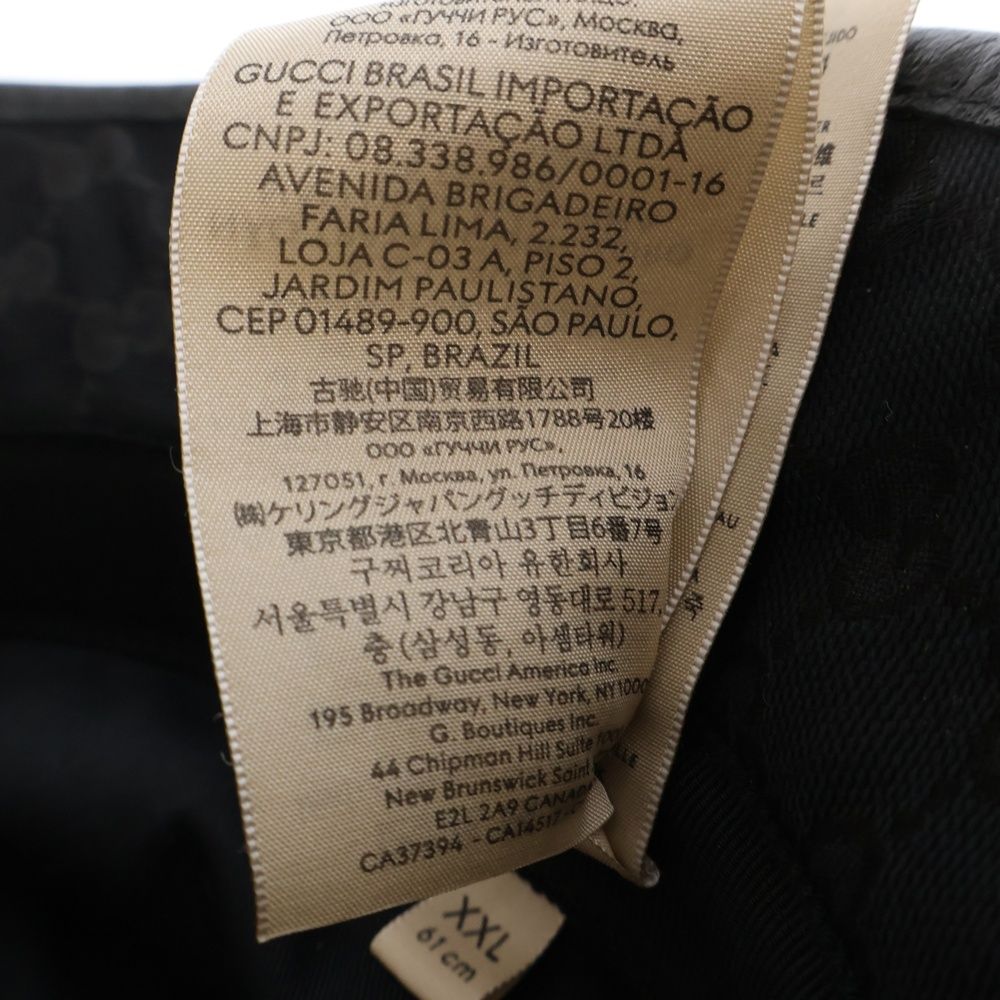 ООО «ГУЧЧИ РУС», МОСКВА,
Петровка, 16 - Изготовитель
GUCCI BRASIL IMPORTAÇÃO
E EXPORTAÇÃO LTDA
CNPJ: 08.338.986/0001-16
AVENIDA BRIGADEIRO
FARIA LIMA, 2.232,
LOJA C-03 A, PISO 2,
JARDIM PAULISTANO,
CEP 01489-900, SÃO PAULO,
SP, BRAZIL
古驰(中国)贸易有限公司
上海市静安区南京西路1788号20楼
ООО «ГУЧЧИ РУС».
127051, г. Москва, ул. Петровка, 16
㈱ケリングジャパングッチディビジョ
東京都港区北青山3丁目6番7号
구찌코리아 유한회사
서울특별시 강남구 영동대로 517,
층(삼성동, 아셈타워)
The Gucci America Inc.
195 Broadway, New York, NY
G. Boutiques Inc.
44 Chipman Hill Suite
New Brunswick Saint
E2L 2A9 CANADA
CA37394 - CA14517
XXL
61 cm